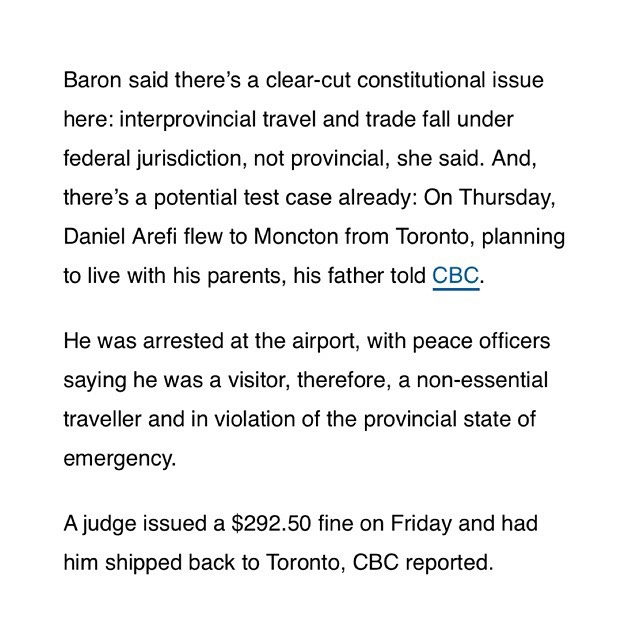 Baron said there’s a clear-cut constitutional issue
here: interprovincial travel and trade fall under
federal jurisdiction, not provincial, she said. And,
there’s a potential test case already: On Thursday,
Daniel Arefi flew to Moncton from Toronto, planning
to live with his parents, his father told CBC.
He was arrested at the airport, with peace officers
saying he was a visitor, therefore, a non-essential
traveller and in violation of the provincial state of
emergency.
A judge issued a $292.50 fine on Friday and had
him shipped back to Toronto, CBC reported.